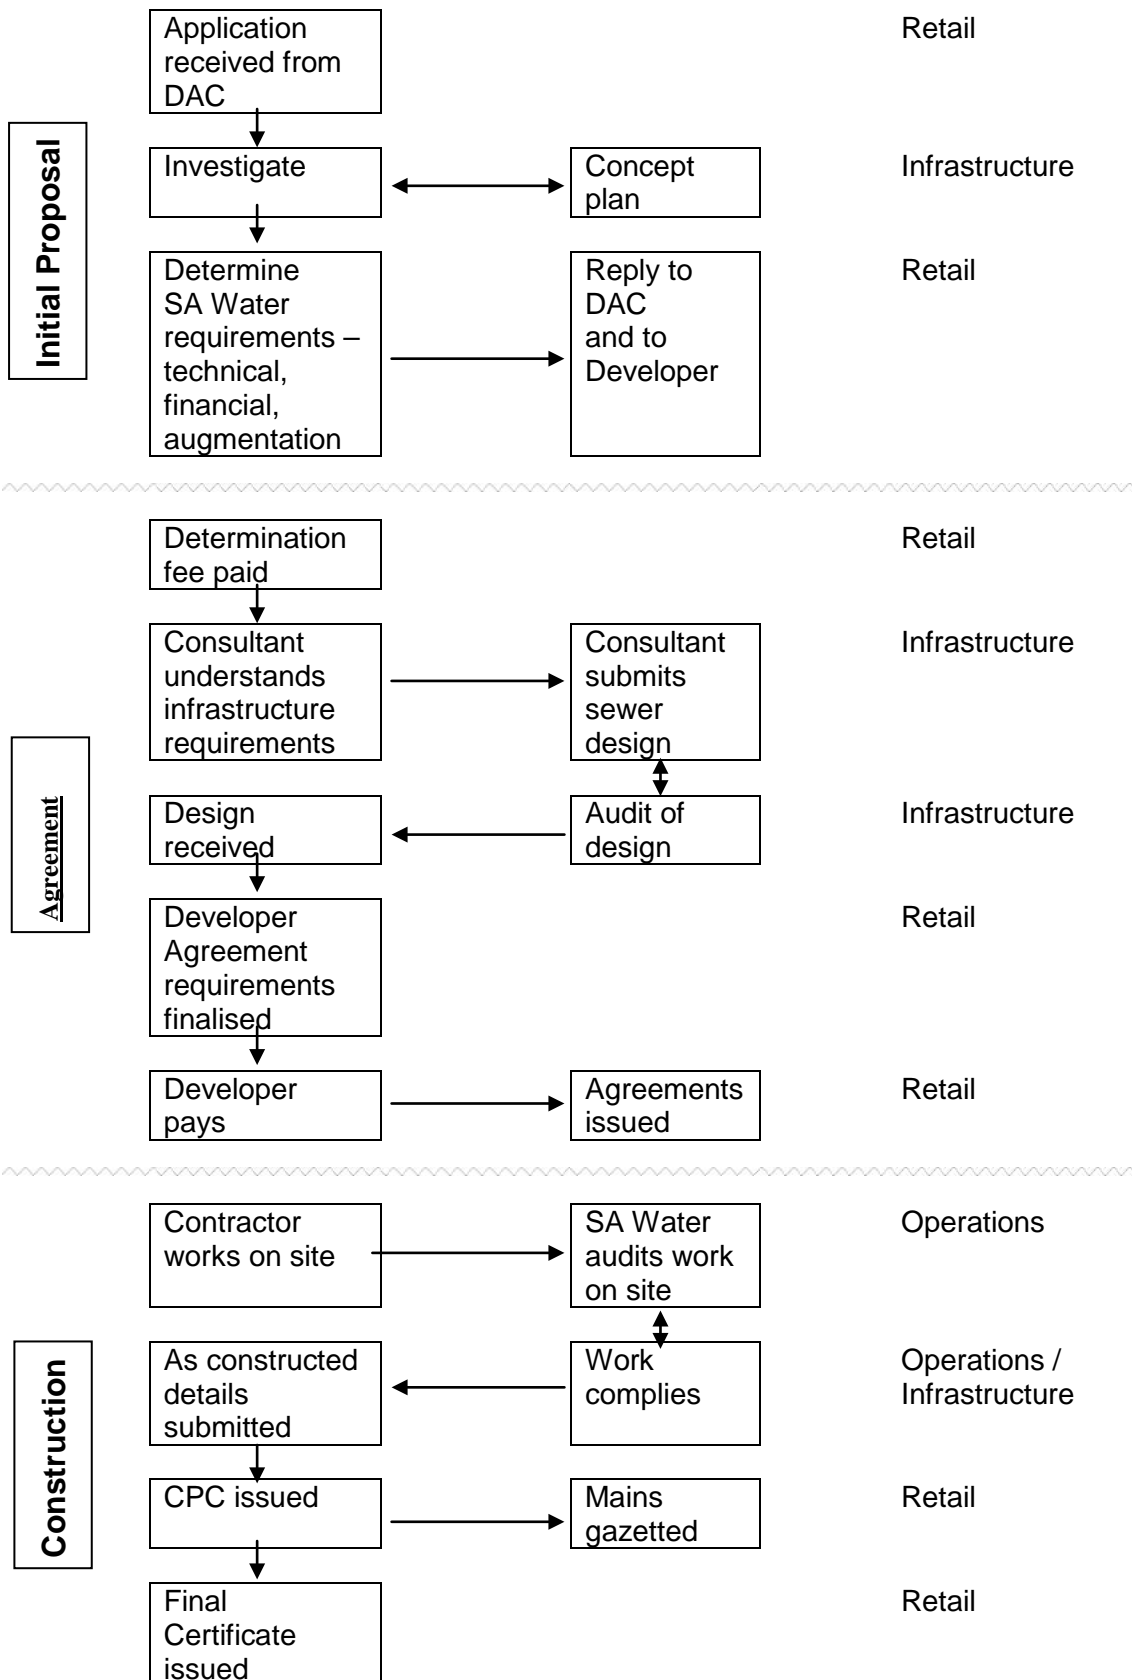 Application
received from
DAC
Retail
Initial Proposal
Investigate
Concept
plan
Infrastructure
Determine
SA Water
requirements –
technical,
financial,
augmentation
Reply to
DAC
and to
Developer
Retail
Determination
fee paid
Retail
Agreement
Consultant
understands
infrastructure
requirements
Consultant
submits
sewer
design
Infrastructure
Design
received
Audit of
design
Infrastructure
Developer
Agreement
requirements
finalised
Retail
Developer
pays
Agreements
issued
Retail
Construction
Contractor
works on site
SA Water
audits work
on site
Operations
As constructed
details
submitted
Work
complies
Operations /
Infrastructure
CPC issued
Mains
gazetted
Retail
Final
Certificate
issued
Retail